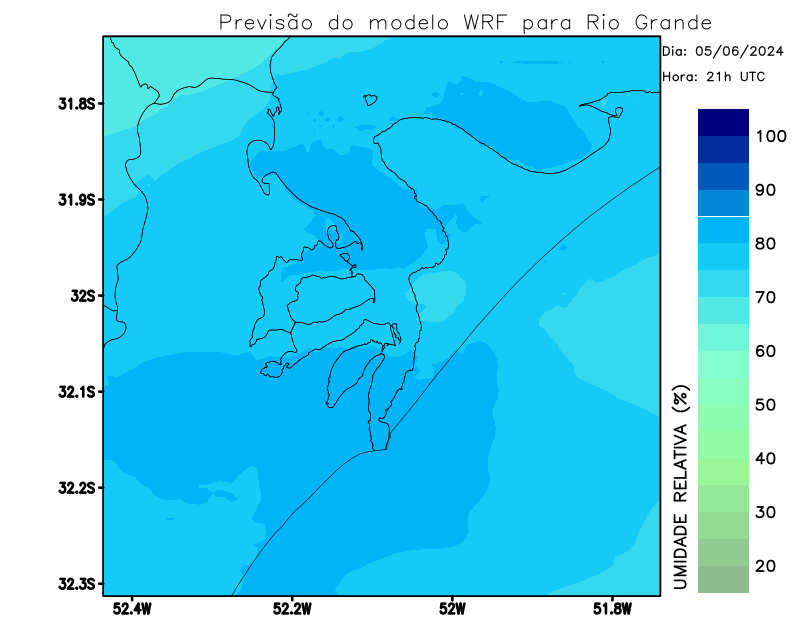 Previsão do modelo WRF para Rio Grande
Dia: 05/06/2024
Hora: 21h UTC
31.8S
31.9S
32S
32.1S
32.2S
32.3S
52.4W
52.2W
52W
51.8W
100
90
80
70
60
50
40
30
20
UMIDADE RELATIVA (%)